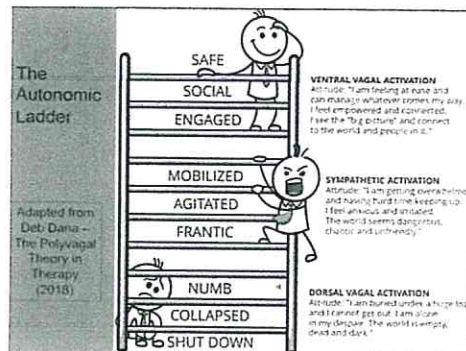 The
Autonomic
Ladder
Adapted from
Deb Dana –
The Polyvagal
Theory in
Therapy
(2018)
SAFE
SOCIAL
ENGAGED
MOBILIZED
AGITATED
FRANTIC
NUMB
COLLAPSED
SHUT DOWN
VENTRAL VAGAL ACTIVATION
Attitude: "I am feeling at ease and
can manage whatever comes my way.
I feel empowered and connected.
I see the "big picture" and connect
to the world and people in it."
SYMPATHETIC ACTIVATION
Attitude: "I am getting overwhelme
and having hard time keeping up.
I feel anxious and irritated.
The world seems dangerous,
chaotic and unfriendly."
DORSAL VAGAL ACTIVATION
Attitude: "I am buried under a huge loa
and I cannot get out. I am alone
in my despair. The world is empty,
dead and dark."